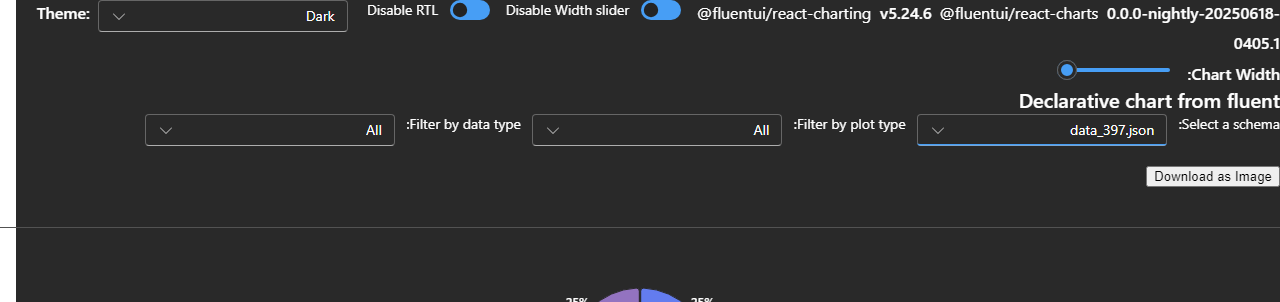 Theme: Dark Disable RTL Disable Width slider @fluentui/react-charting v5.24.6 @fluentui/react-charts 0.0.0-nightly-20250618-
0405.1
:Chart Width
Declarative chart from fluent
:Select a schema data_397.json :Filter by plot type All :Filter by data type All
Download as Image
25% 25%